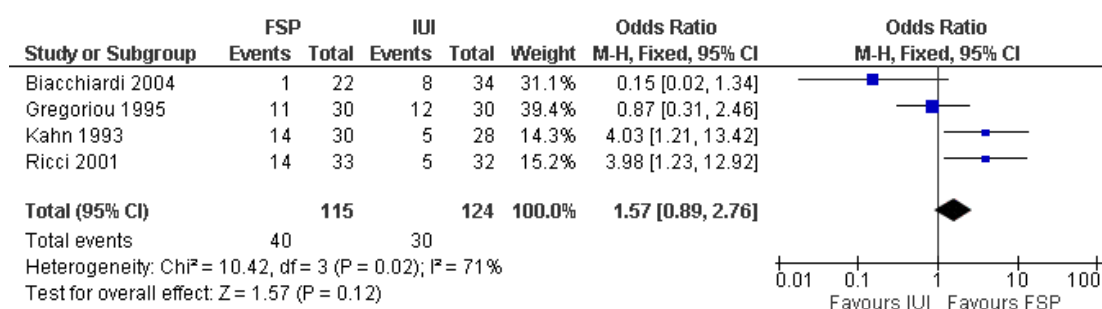 FSP IUI Odds Ratio Odds Ratio
Study or Subgroup Events Total Events Total Weight M-H, Fixed, 95% CI M-H, Fixed, 95% CI
Biacchiardi 2004 1 22 8 34 31.1% 0.15 [0.02, 1.34]
Gregoriou 1995 11 30 12 30 39.4% 0.87 [0.31, 2.46]
Kahn 1993 14 30 5 28 14.3% 4.03 [1.21, 13.42]
Ricci 2001 14 33 5 32 15.2% 3.98 [1.23, 12.92]
Total (95% CI) 115 124 100.0% 1.57 [0.89, 2.76]
Total events 40 30
Heterogeneity: Chi² = 10.42, df = 3 (P = 0.02); I² = 71%
Test for overall effect: Z = 1.57 (P = 0.12)
0.01 0.1 1 10 100
Favours IUI Favours FSP